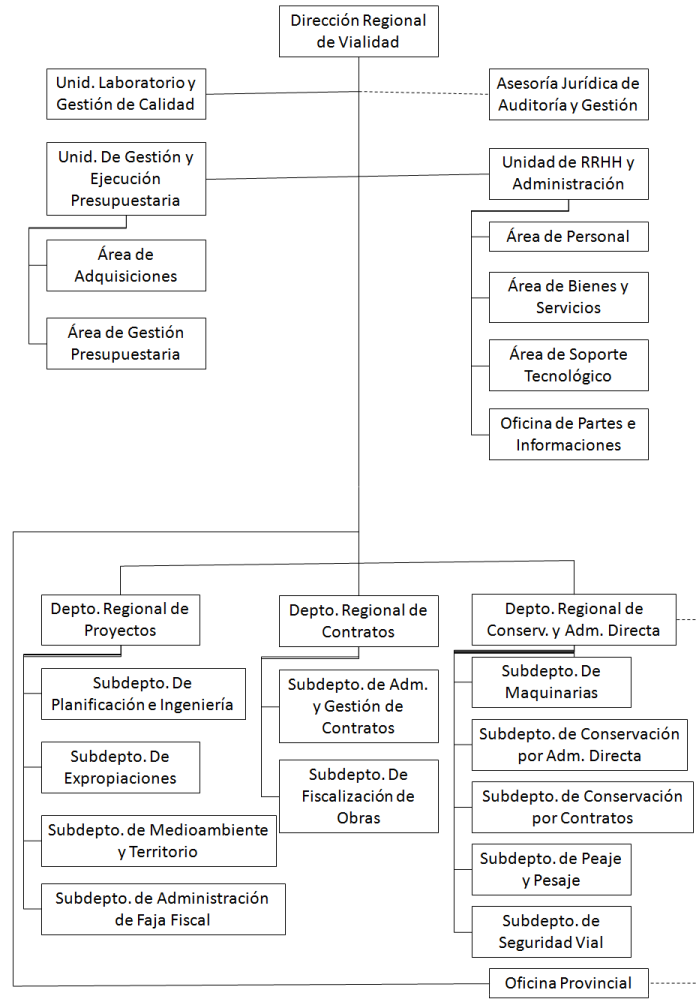 Dirección Regional
de Vialidad
Unid. Laboratorio y
Gestión de Calidad
Asesoría Jurídica de
Auditoría y Gestión
Unid. De Gestión y
Ejecución
Presupuestaria
Unidad de RRHH y
Administración
Área de
Adquisiciones
Área de Gestión
Presupuestaria
Área de Personal
Área de Bienes y
Servicios
Área de Soporte
Tecnológico
Oficina de Partes e
Informaciones
Depto. Regional de
Proyectos
Subdepto. De
Planificación e Ingeniería
Subdepto. De
Expropiaciones
Subdepto. de Medioambiente
y Territorio
Subdepto. de Administración
de Faja Fiscal
Depto. Regional de
Contratos
Subdepto. de Adm.
y Gestión de
Contratos
Subdepto. De
Fiscalización de
Obras
Depto. Regional de
Conserv. y Adm. Directa
Subdepto. De
Maquinarias
Subdepto. de Conservación
por Adm. Directa
Subdepto. de Conservación
por Contratos
Subdepto. de Peaje
y Pesaje
Subdepto. de
Seguridad Vial
Oficina Provincial